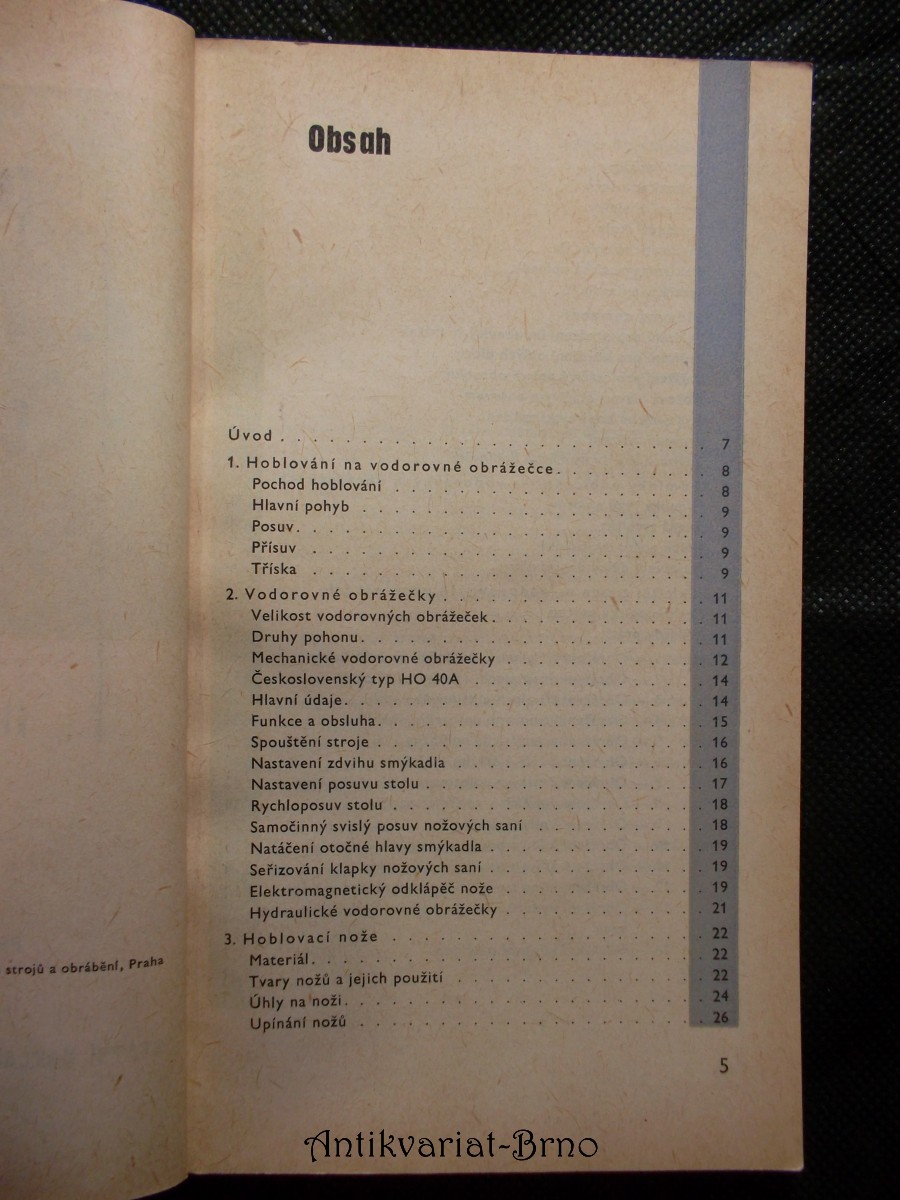 Obsah
Úvod . . . . . . . . . . . . . . . . . . . . 7
1. Hoblování na vodorovné obrážečce . . . . . . . . . 8
Pochod hoblování . . . . . . . . . . . . . . . . 8
Hlavní pohyb . . . . . . . . . . . . . . . . . . 9
Posuv . . . . . . . . . . . . . . . . . . . . 9
Přísuv . . . . . . . . . . . . . . . . . . . . 9
Tříska . . . . . . . . . . . . . . . . . . . . 9
2. Vodorovné obrážečky . . . . . . . . . . . . . . 11
Velikost vodorovných obrážeček . . . . . . . . . . . 11
Druhy pohonu . . . . . . . . . . . . . . . . . . 11
Mechanické vodorovné obrážečky . . . . . . . . . . 12
Československý typ HO 40A . . . . . . . . . . . . 14
Hlavní údaje . . . . . . . . . . . . . . . . . . 14
Funkce a obsluha . . . . . . . . . . . . . . . . 15
Spouštění stroje . . . . . . . . . . . . . . . . 16
Nastavení zdvihu smýkadla . . . . . . . . . . . . 16
Nastavení posuvu stolu . . . . . . . . . . . . . . 17
Rychloposuv stolu . . . . . . . . . . . . . . . . 18
Samočinný svislý posuv nožových saní . . . . . . . . 18
Natáčení otočné hlavy smýkadla . . . . . . . . . . . 19
Seřizování klapky nožových saní . . . . . . . . . . . 19
Elektromagnetický odklápěč nože . . . . . . . . . . 19
Hydraulické vodorovné obrážečky . . . . . . . . . . 21
3. Hoblovací nože . . . . . . . . . . . . . . . . 22
Materiál . . . . . . . . . . . . . . . . . . . . 22
Tvary nožů a jejich použití . . . . . . . . . . . . 22
Úhly na noži . . . . . . . . . . . . . . . . . . 24
Upínání nožů . . . . . . . . . . . . . . . . . . 26
strojů a obrábění, Praha
5
Antikvariat-Brno